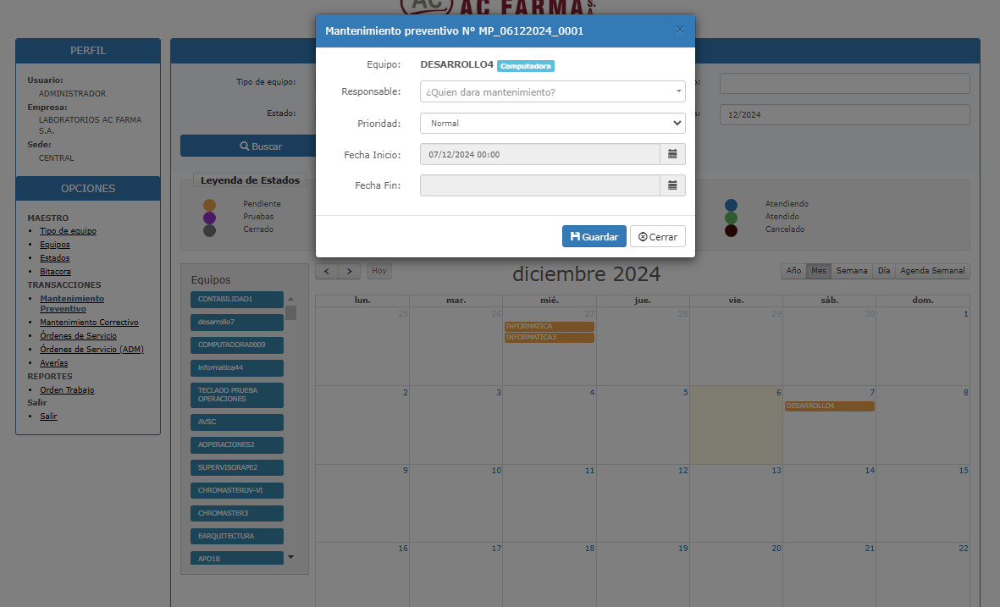 AC AC FARMA S.A.
Mantenimiento preventivo Nº MP_06122024_0001 ×
Equipo: DESARROLLO4 Computadora
Responsable: ¿Quien dara mantenimiento?
Prioridad: Normal
Fecha Inicio: 07/12/2024 00:00
Fecha Fin:
Guardar Cerrar
PERFIL
Usuario:
ADMINISTRADOR
Empresa:
LABORATORIOS AC FARMA
S.A.
Sede:
CENTRAL
OPCIONES
MAESTRO
Tipo de equipo
Equipos
Estados
Bitacora
TRANSACCIONES
Mantenimiento
Preventivo
Mantenimiento Correctivo
Órdenes de Servicio
Órdenes de Servicio (ADM)
Averías
REPORTES
Orden Trabajo
Salir
Salir
Tipo de equipo:
Estado: 12/2024
Buscar
Leyenda de Estados
Pendiente Atendiendo
Pruebas Atendido
Cerrado Cancelado
Equipos
CONTABILIDAD1
desarrollo7
COMPUTADORA0009
informatica44
TECLADO PRUEBA
OPERACIONES
AVSC
AOPERACIONES2
SUPERVISORAPE2
CHROMASTERUV-VI
CHROMASTER3
EARQUITECTURA
APO18
< > Hoy diciembre 2024 Año Mes Semana Día Agenda Semanal
lun. mar. mié. jue. vie. sáb. dom.
25 26 27 28 29 30 1
INFORMATICA
INFORMATICA3
2 3 4 5 6 7 8
DESARROLLO4
9 10 11 12 13 14 15
16 17 18 19 20 21 22